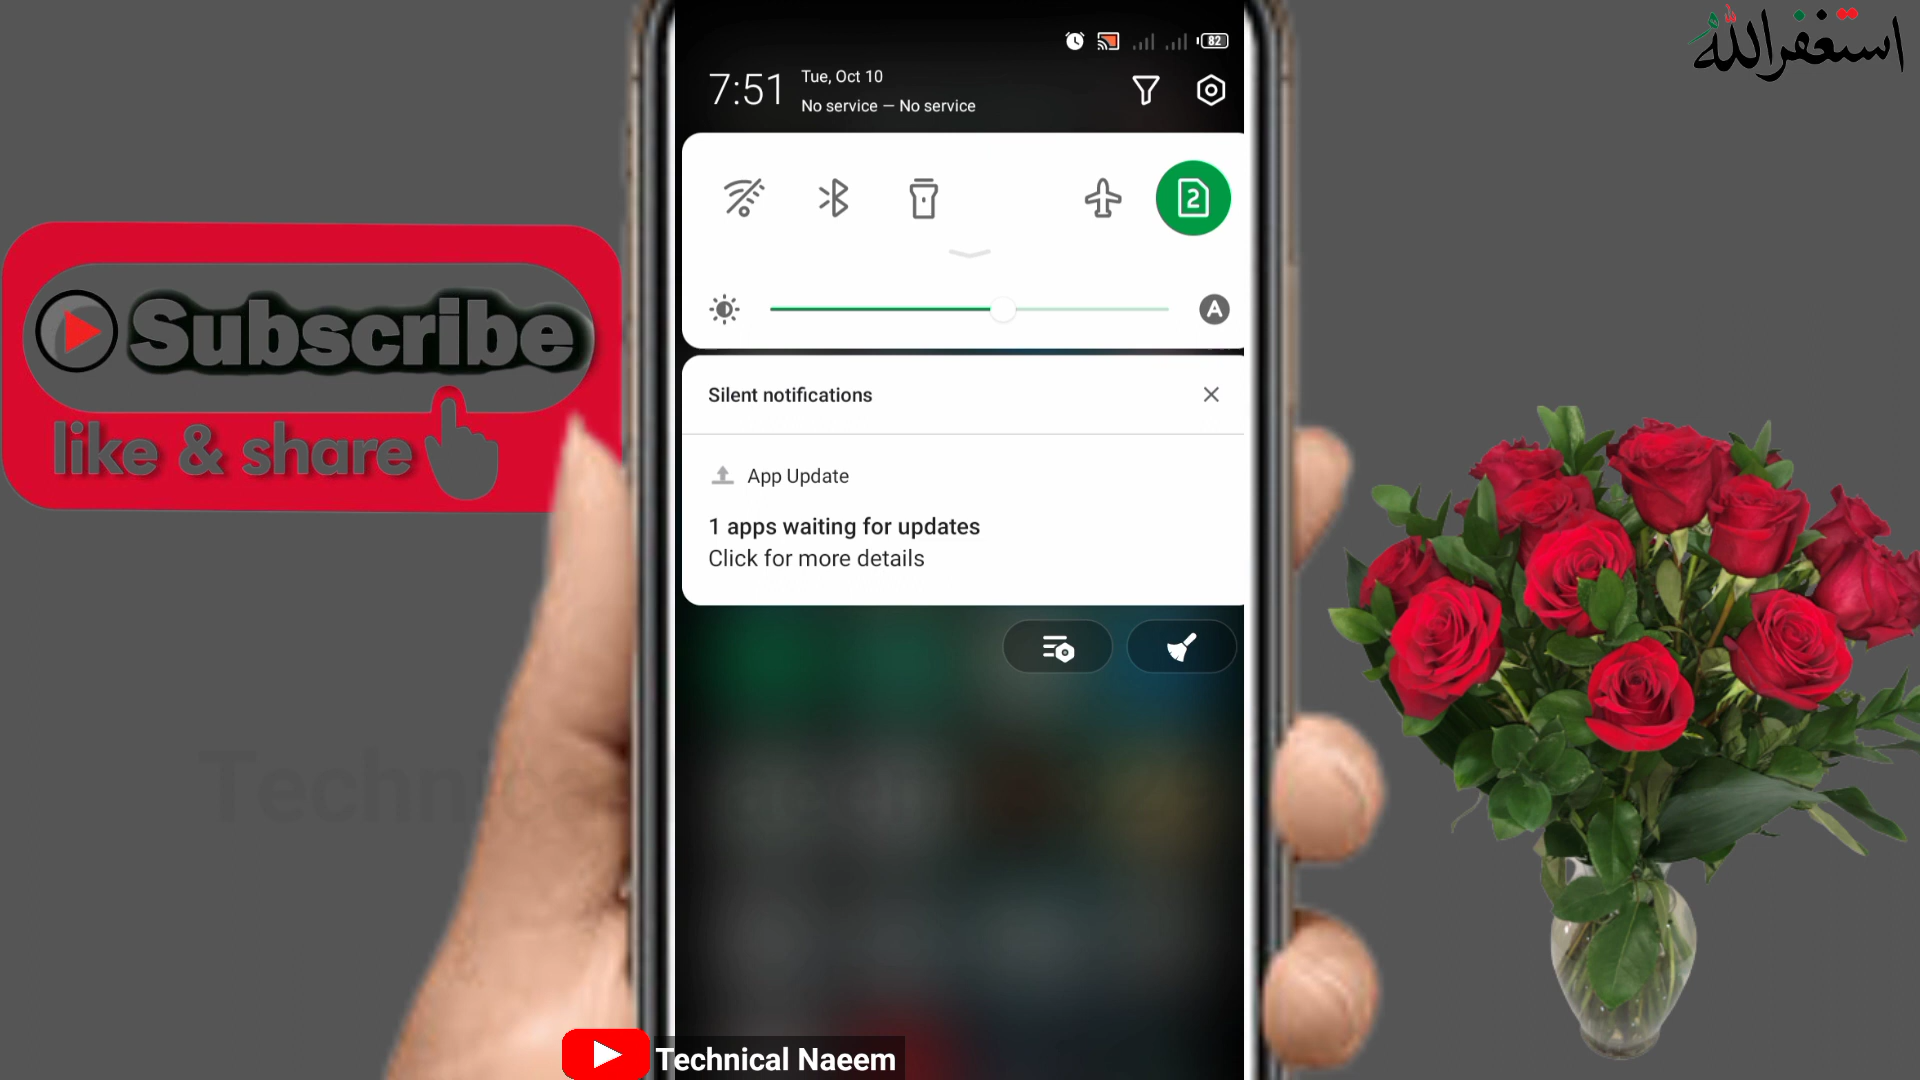 استغفرالله
82
7:51
Tue, Oct 10
No service — No service
2
A
Subscribe
like & share
Silent notifications
App Update
1 apps waiting for updates
Click for more details
Technical Naeem